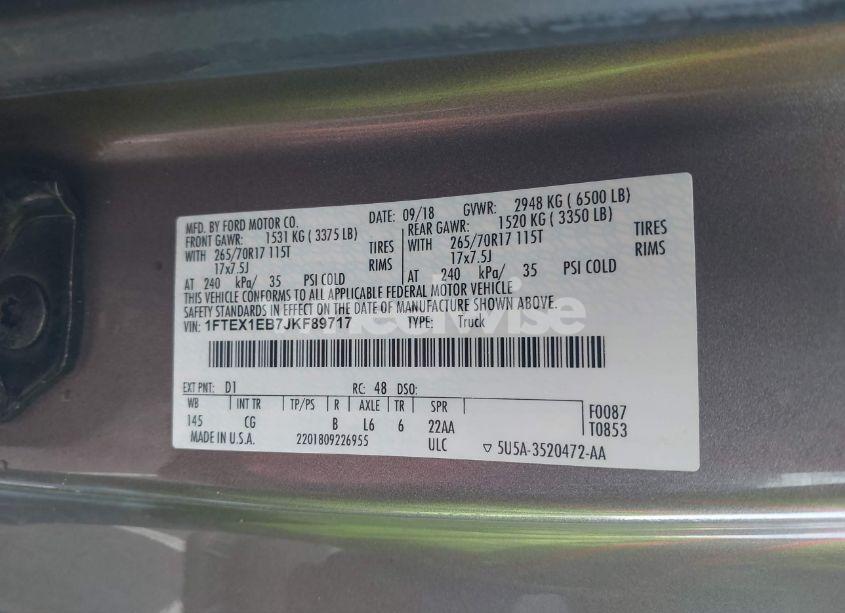 MFD. BY FORD MOTOR CO. DATE: 09/18 GVWR: 2948 KG ( 6500 LB)
FRONT GAWR: 1531 KG ( 3375 LB) REAR GAWR: 1520 KG ( 3350 LB)
WITH 265/70R17 115T TIRES WITH 265/70R17 115T TIRES
17x7.5J RIMS 17x7.5J RIMS
AT 240 kPa/ 35 PSI COLD AT 240 kPa/ 35 PSI COLD
THIS VEHICLE CONFORMS TO ALL APPLICABLE FEDERAL MOTOR VEHICLE
SAFETY STANDARDS IN EFFECT ON THE DATE OF MANUFACTURE SHOWN ABOVE.
VIN: 1FTEX1EB7JKF89717 TYPE: Truck
EXT PNT: D1 RC: 48 DSO:
WB INT TR TP/PS R AXLE TR SPR F0087
145 CG B L6 6 22AA T0853
MADE IN U.S.A. 2201809226955 ULC ▽ 5U5A-3520472-AA